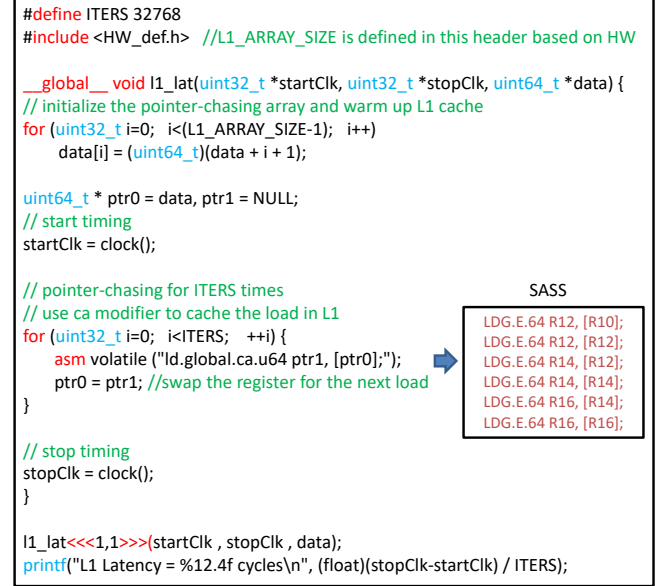 #define ITERS 32768
#include <HW_def.h> //L1_ARRAY_SIZE is defined in this header based on HW
__global__ void l1_lat(uint32_t *startClk, uint32_t *stopClk, uint64_t *data) {
// initialize the pointer-chasing array and warm up L1 cache
for (uint32_t i=0; i<(L1_ARRAY_SIZE-1); i++)
data[i] = (uint64_t)(data + i + 1);
uint64_t * ptr0 = data, ptr1 = NULL;
// start timing
startClk = clock();
// pointer-chasing for ITERS times
// use ca modifier to cache the load in L1
for (uint32_t i=0; i<ITERS; ++i) {
asm volatile ("ld.global.ca.u64 ptr1, [ptr0];");
ptr0 = ptr1; //swap the register for the next load
}
// stop timing
stopClk = clock();
}
l1_lat<<<1,1>>>(startClk , stopClk , data);
printf("L1 Latency = %12.4f cycles\n", (float)(stopClk-startClk) / ITERS);
SASS
LDG.E.64 R12, [R10];
LDG.E.64 R12, [R12];
LDG.E.64 R14, [R12];
LDG.E.64 R14, [R14];
LDG.E.64 R16, [R14];
LDG.E.64 R16, [R16];